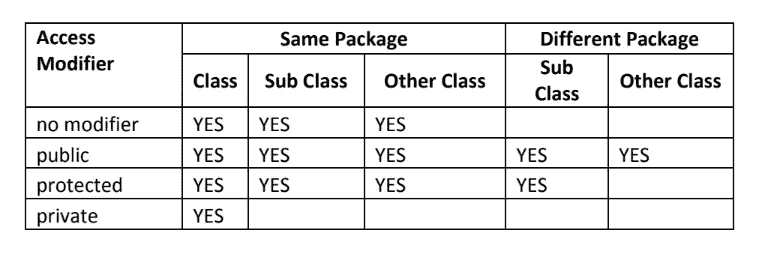 Access Modifier Same Package Different Package
Class Sub Class Other Class Sub Class Other Class
no modifier YES YES YES
public YES YES YES YES YES
protected YES YES YES YES
private YES